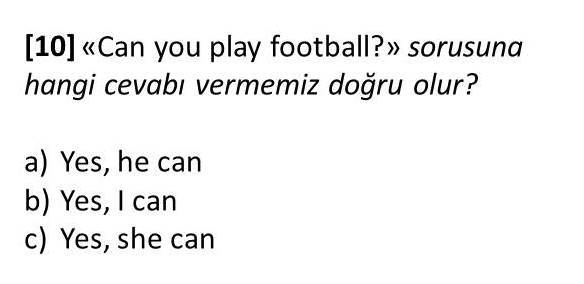 [10] «Can you play football?» sorusuna
hangi cevabı vermemiz doğru olur?
a) Yes, he can
b) Yes, I can
c) Yes, she can